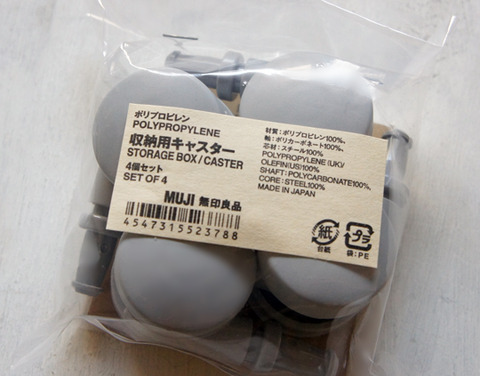 ポリプロピレン
POLYPROPYLENE
収納用キャスター
STORAGE BOX/CASTER
4個セット
SET OF 4
MUJI 無印良品
4547315523788
材質:ポリプロピレン100%、
軸:ポリカーボネート100%、
芯材:スチール100%
POLYPROPYLENE (UK)/
OLEFIN(US)100%
SHAFT:POLYCARBONATE100%,
CORE:STEEL100%
MADE IN JAPAN
紙
台紙
プラ
袋:PE